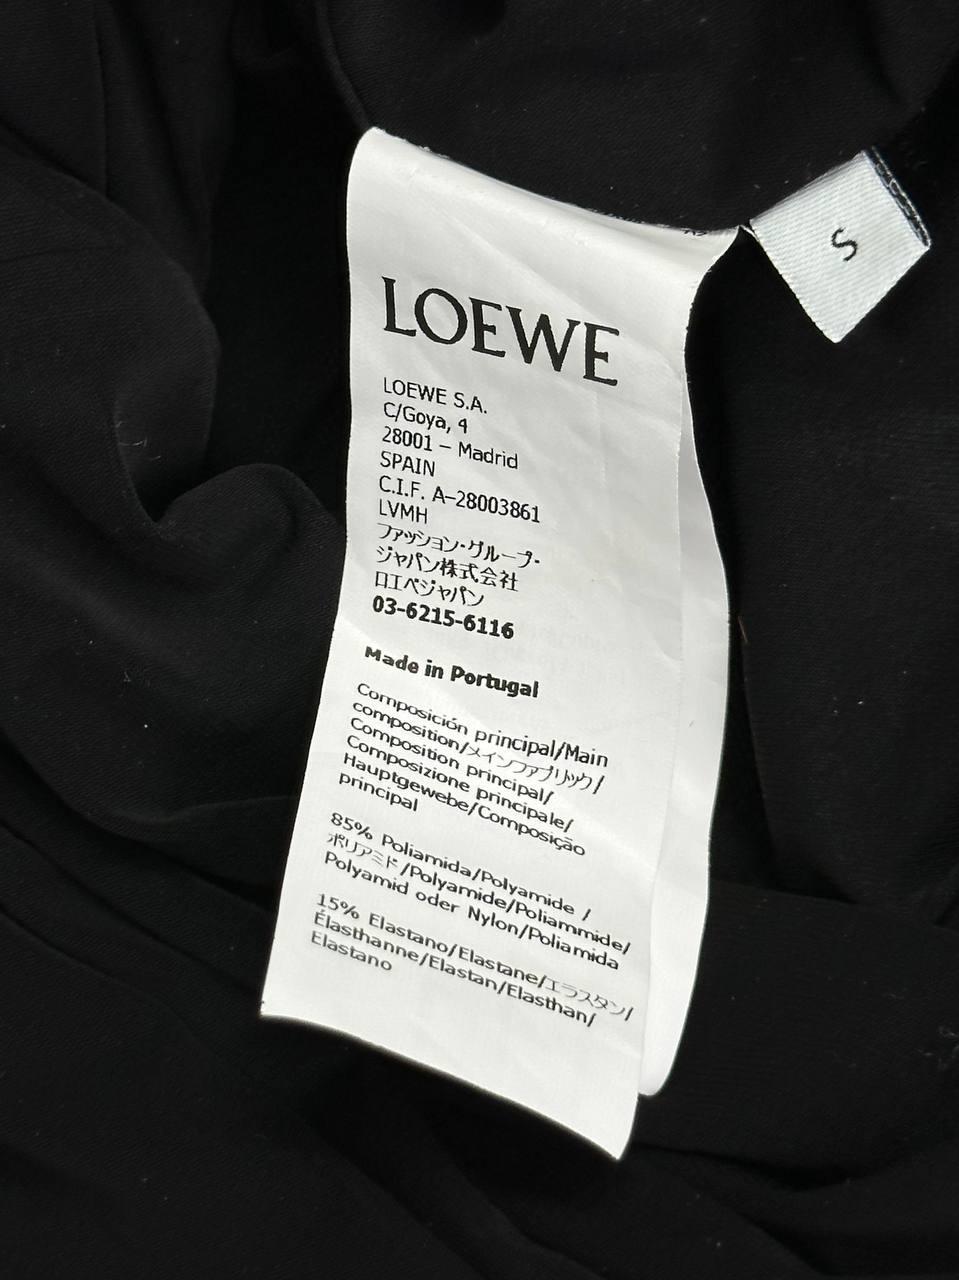 LOEWE
LOEWE S.A.
C/Goya, 4
28001 – Madrid
SPAIN
C.I.F. A–28003861
LVMH
ファッション・グループ・
ジャパン株式会社
ロエベジャパン
03-6215-6116
Made in Portugal
Composición principal/Main
composition/メインファブリック/
Composition principal/
Composizione principale/
Hauptgewebe/Composição
principal
85% Poliamida/Polyamide /
ポリアミド/Polyamide/Poliammide/
Polyamid oder Nylon/Poliamida
15% Elastano/Elastane/エラスタン/
Élasthanne/Elastan/Elasthan/
Elastano
S